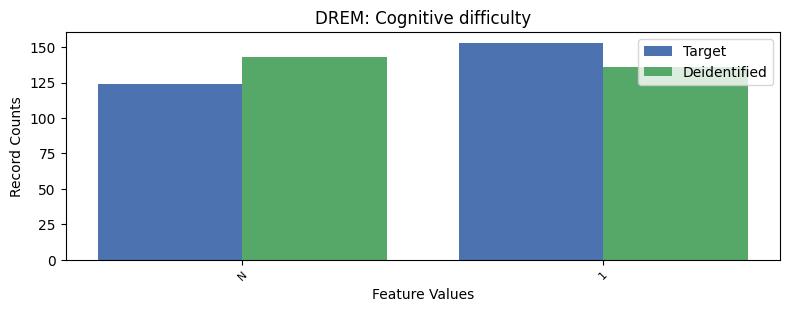 DREM: Cognitive difficulty
Target
Deidentified
Record Counts
150
125
100
75
50
25
0
N
1
Feature Values